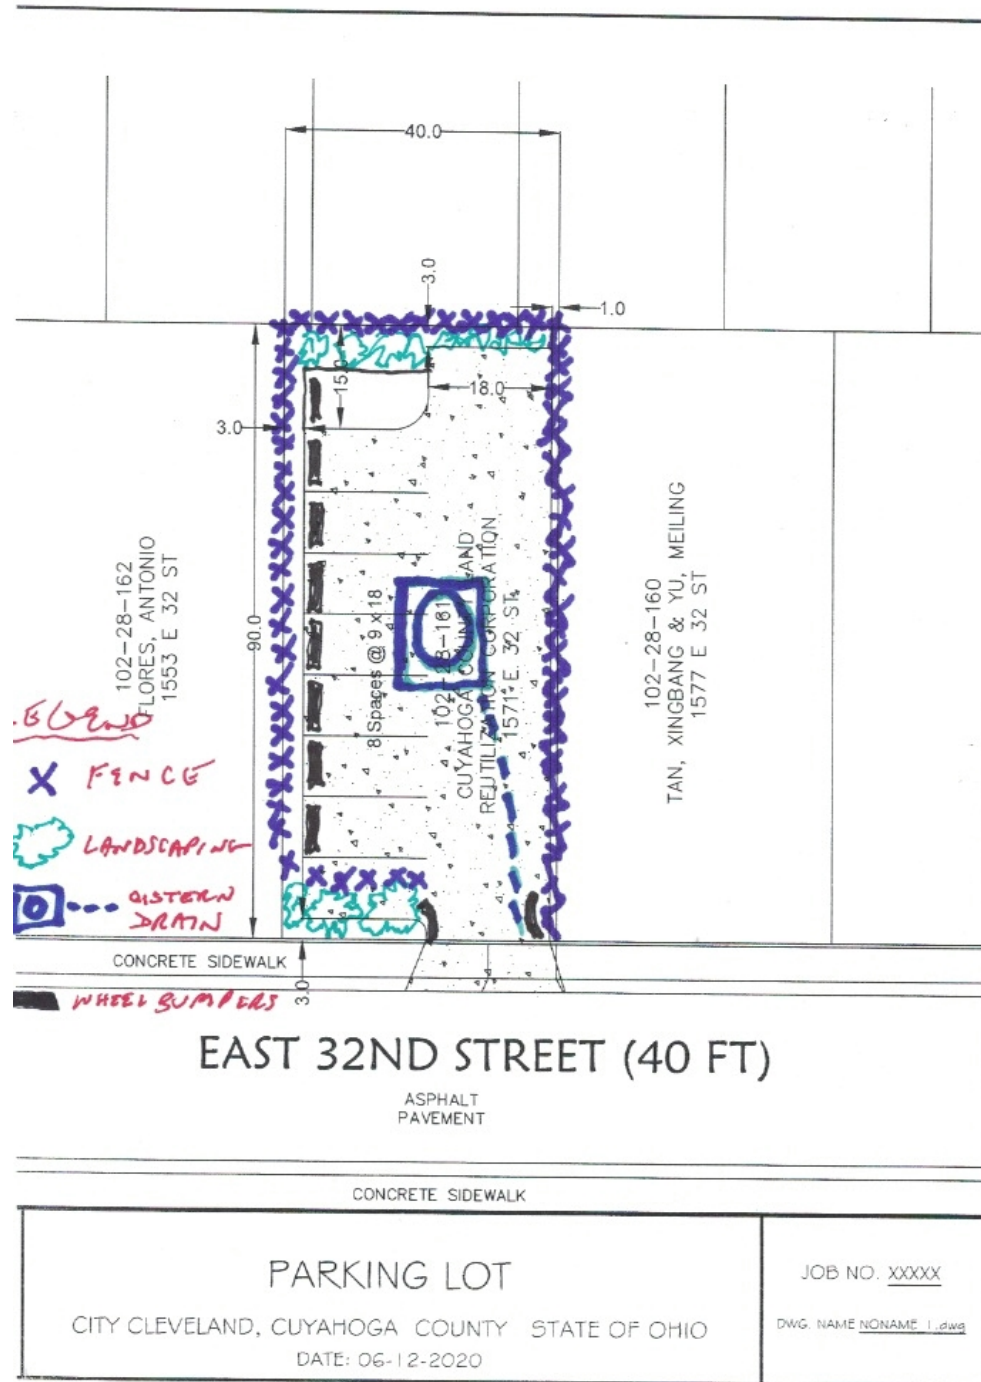 40.0
3.0
1.0
15.0
18.0
3.0
90.0
102-28-162
FLORES, ANTONIO
1553 E 32 ST
8 Spaces @ 9 x 18
102-28-161
CUYAHOGA COUNTY LAND
REUTILIZATION CORPORATION
1571 E 32 ST
102-28-160
TAN, XINGBANG & YU, MEILING
1577 E 32 ST
LEGEND
X FENCE
LANDSCAPING
CISTERN
DRAIN
WHEEL BUMPERS
CONCRETE SIDEWALK
3.0
EAST 32ND STREET (40 FT)
ASPHALT
PAVEMENT
CONCRETE SIDEWALK
PARKING LOT
CITY CLEVELAND, CUYAHOGA COUNTY STATE OF OHIO
DATE: 06-12-2020
JOB NO. XXXXX
DWG. NAME NONAME 1.dwg